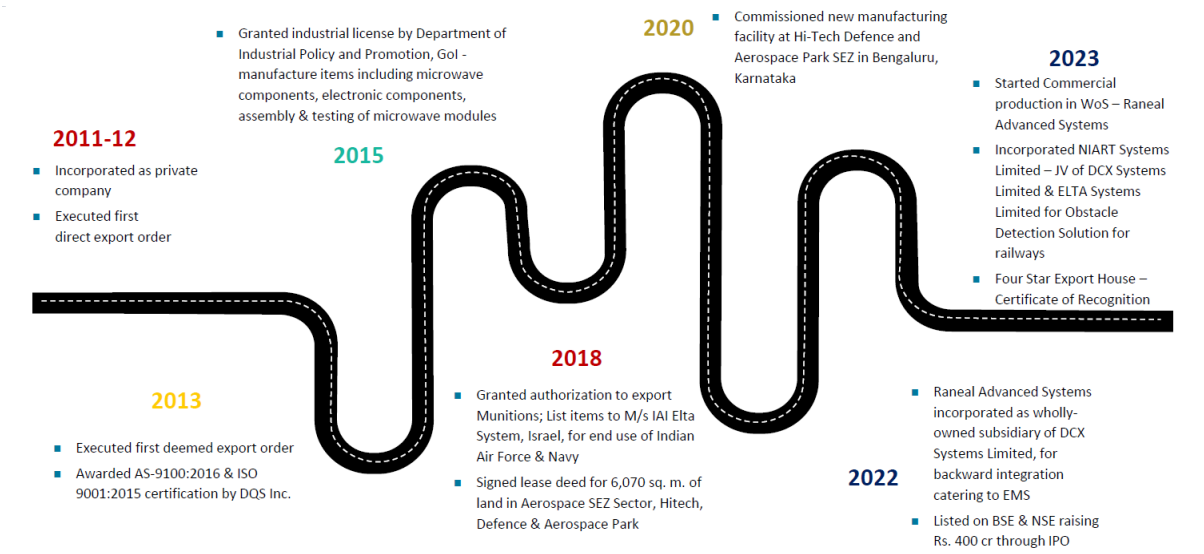 2011-12
Incorporated as private
company
Executed first
direct export order
2013
Executed first deemed export order
Awarded AS-9100:2016 & ISO
9001:2015 certification by DQS Inc.
Granted industrial license by Department of
Industrial Policy and Promotion, GoI -
manufacture items including microwave
components, electronic components,
assembly & testing of microwave modules
2015
2018
Granted authorization to export
Munitions; List items to M/s IAI Elta
System, Israel, for end use of Indian
Air Force & Navy
Signed lease deed for 6,070 sq. m. of
land in Aerospace SEZ Sector, Hitech,
Defence & Aerospace Park
2020
Commissioned new manufacturing
facility at Hi-Tech Defence and
Aerospace Park SEZ in Bengaluru,
Karnataka
2022
Raneal Advanced Systems
incorporated as wholly-
owned subsidiary of DCX
Systems Limited, for
backward integration
catering to EMS
Listed on BSE & NSE raising
Rs. 400 cr through IPO
2023
Started Commercial
production in WoS – Raneal
Advanced Systems
Incorporated NIART Systems
Limited – JV of DCX Systems
Limited & ELTA Systems
Limited for Obstacle
Detection Solution for
railways
Four Star Export House –
Certificate of Recognition